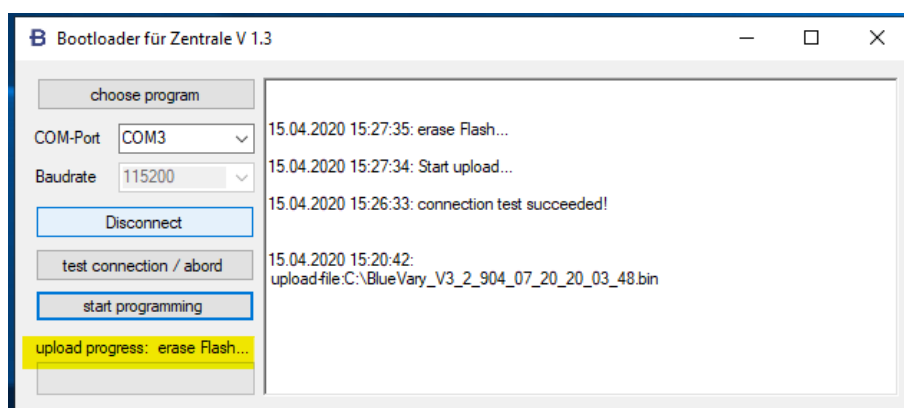 Bootloader für Zentrale V 1.3
choose program
COM-Port COM3
Baudrate 115200
Disconnect
test connection / abord
start programming
upload progress: erase Flash...
15.04.2020 15:27:35: erase Flash...
15.04.2020 15:27:34: Start upload...
15.04.2020 15:26:33: connection test succeeded!
15.04.2020 15:20:42:
upload-file:C:\BlueVary_V3_2_904_07_20_20_03_48.bin